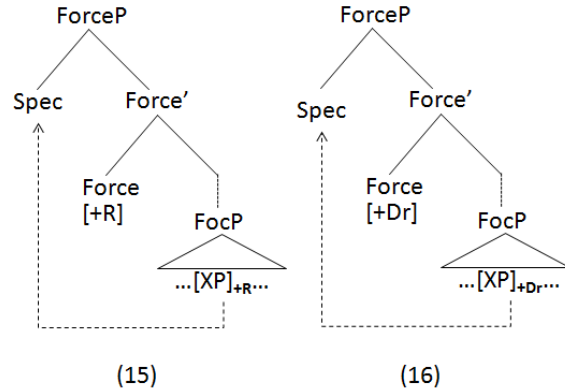 ForceP ForceP
Spec Force’ Spec Force’
Force Force
[+R] [+Dr]
FocP FocP
...[XP]+R... ...[XP]+Dr...
(15) (16)